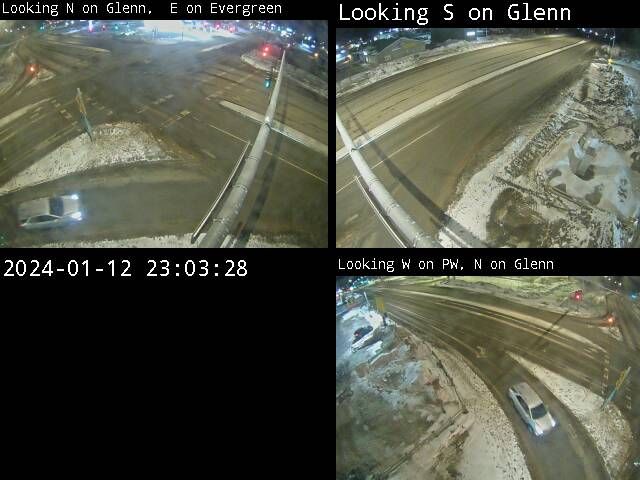 Looking N on Glenn,  E on Evergreen
Looking S on Glenn
2024-01-12 23:03:28
Looking W on PW, N on Glenn